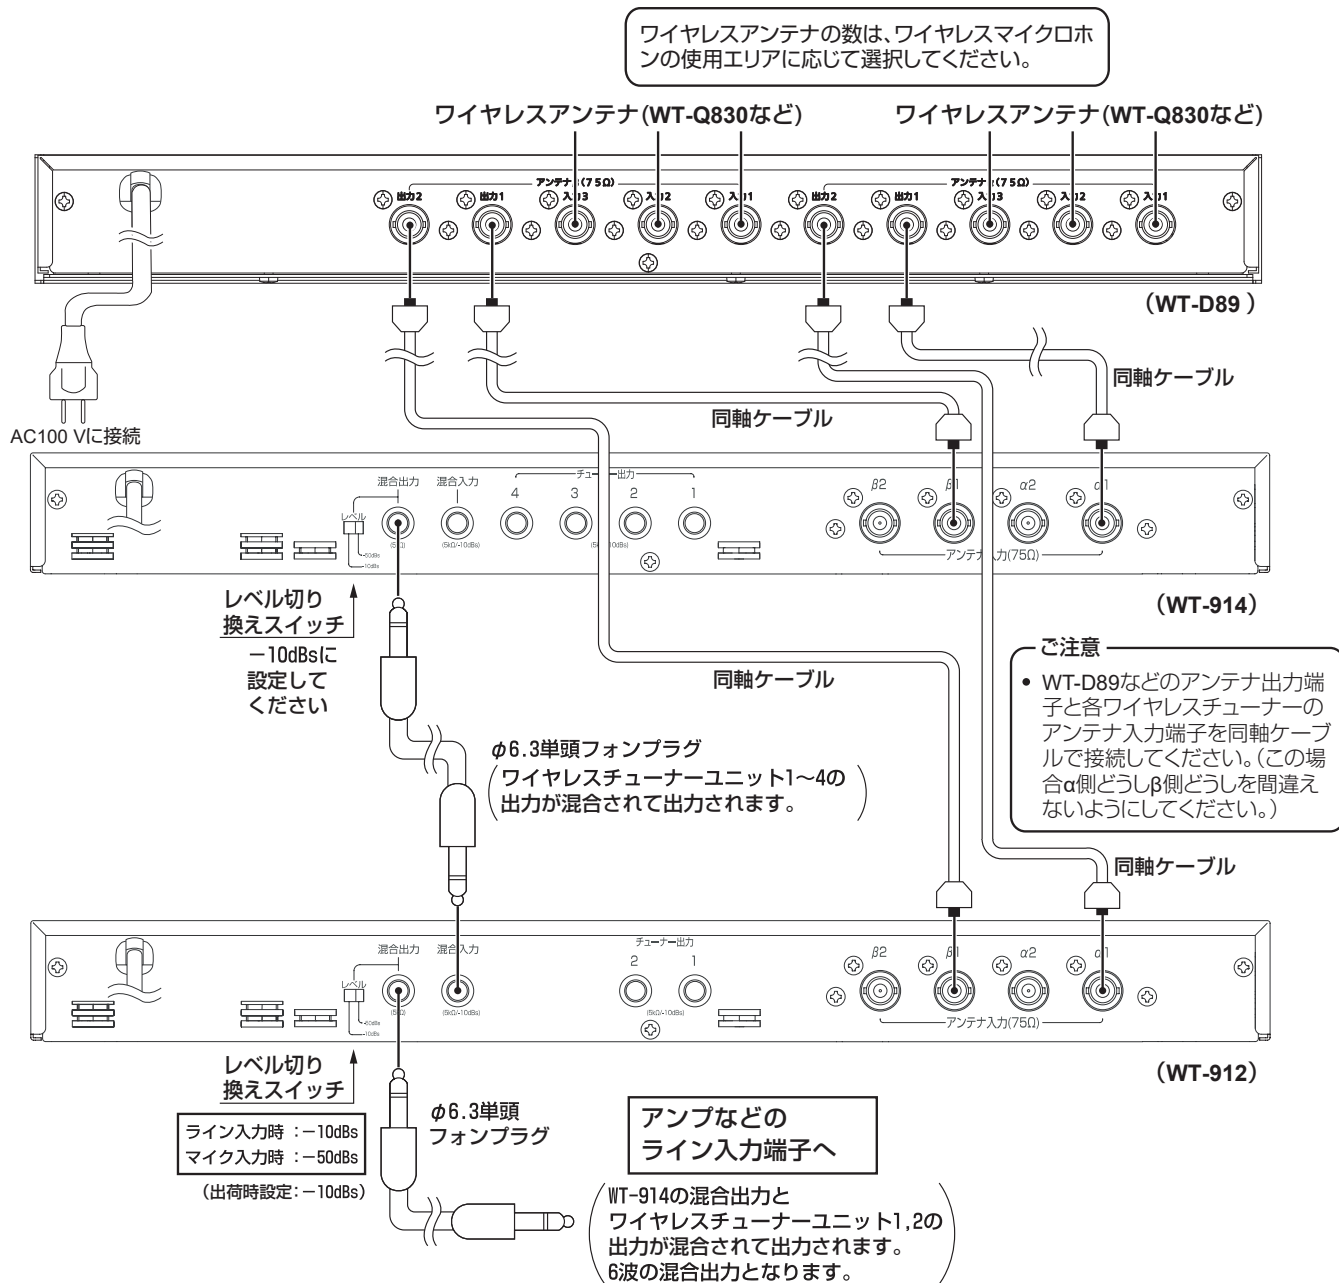 ワイヤレスアンテナの数は、ワイヤレスマイクロホ
ンの使用エリアに応じて選択してください。
ワイヤレスアンテナ(WT-Q830など)
ワイヤレスアンテナ(WT-Q830など)
アンテナβ(75Ω)
アンテナα(75Ω)
出力2
出力1
入力3
入力2
入力1
出力2
出力1
入力3
入力2
入力1
(WT-D89 )
AC100 Vに接続
同軸ケーブル
同軸ケーブル
混合出力
混合入力
チューナー出力
4
3
2
1
レベル
-50dBs
-10dBs
(5kΩ)
(5kΩ/-10dBs)
(5kΩ/-10dBs)
β2
β1
α2
α1
アンテナ入力(75Ω)
(WT-914)
レベル切り
換えスイッチ
-10dBsに
設定して
ください
同軸ケーブル
φ6.3単頭フォンプラグ
ワイヤレスチューナーユニット1〜4の
出力が混合されて出力されます。
ご注意
• WT-D89などのアンテナ出力端
子と各ワイヤレスチューナーの
アンテナ入力端子を同軸ケーブ
ルで接続してください。(この場
合α側どうしβ側どうしを間違え
ないようにしてください。)
同軸ケーブル
混合出力
混合入力
チューナー出力
2
1
レベル
-50dBs
-10dBs
(5kΩ)
(5kΩ/-10dBs)
(5kΩ/-10dBs)
β2
β1
α2
α1
アンテナ入力(75Ω)
(WT-912)
レベル切り
換えスイッチ
ライン入力時 :-10dBs
マイク入力時 :-50dBs
(出荷時設定:-10dBs)
φ6.3単頭
フォンプラグ
アンプなどの
ライン入力端子へ
WT-914の混合出力と
ワイヤレスチューナーユニット1,2の
出力が混合されて出力されます。
6波の混合出力となります。